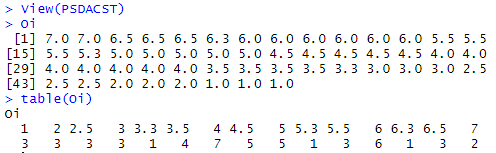 > View(PSDACST)
> Oi
[1] 7.0 7.0 6.5 6.5 6.5 6.3 6.0 6.0 6.0 6.0 6.0 6.0 5.5 5.5
[15] 5.5 5.3 5.0 5.0 5.0 5.0 5.0 4.5 4.5 4.5 4.5 4.5 4.0 4.0
[29] 4.0 4.0 4.0 4.0 4.0 3.5 3.5 3.5 3.5 3.3 3.0 3.0 3.0 2.5
[43] 2.5 2.5 2.0 2.0 2.0 1.0 1.0 1.0
> table(Oi)
Oi
1 2 2.5 3 3.3 3.5 4 4.5 5 5.3 5.5 6 6.3 6.5 7
3 3 3 3 1 4 7 5 5 1 3 6 1 3 2